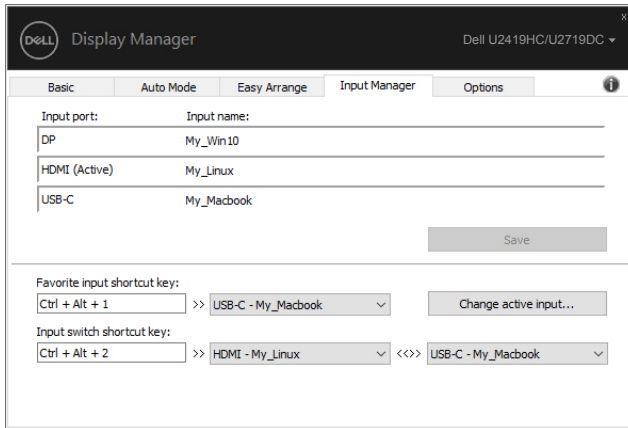 x
DELL Display Manager Dell U2419HC/U2719DC
Basic Auto Mode Easy Arrange Input Manager Options i
Input port: Input name:
DP My_Win10
HDMI (Active) My_Linux
USB-C My_Macbook
Save
Favorite input shortcut key:
Ctrl + Alt + 1 >> USB-C - My_Macbook Change active input...
Input switch shortcut key:
Ctrl + Alt + 2 >> HDMI - My_Linux <<>> USB-C - My_Macbook